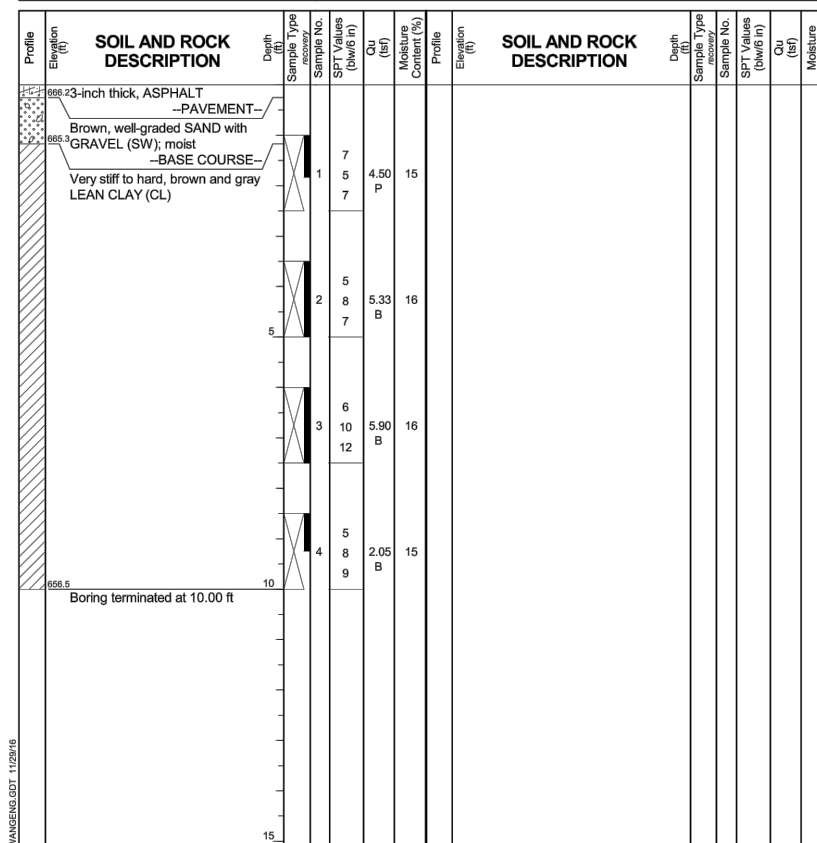 Profile
Elevation
(ft)
SOIL AND ROCK
DESCRIPTION
Depth
(ft)
Sample Type
recovery
Sample No.
SPT Values
(blw/6 in)
Qu
(tsf)
Moisture
Content (%)
Profile
Elevation
(ft)
SOIL AND ROCK
DESCRIPTION
Depth
(ft)
Sample Type
recovery
Sample No.
SPT Values
(blw/6 in)
Qu
(tsf)
Moisture
666.2 3-inch thick, ASPHALT
--PAVEMENT--
Brown, well-graded SAND with
665.3 GRAVEL (SW); moist
--BASE COURSE--
Very stiff to hard, brown and gray
LEAN CLAY (CL)
7
1 5 4.50 15
P
7
5
2 8 5.33 16
B
7
5
6
3 10 5.90 16
B
12
5
4 8 2.05 15
B
9
656.5 10
Boring terminated at 10.00 ft
15
WANGENG.GDT 11/29/16